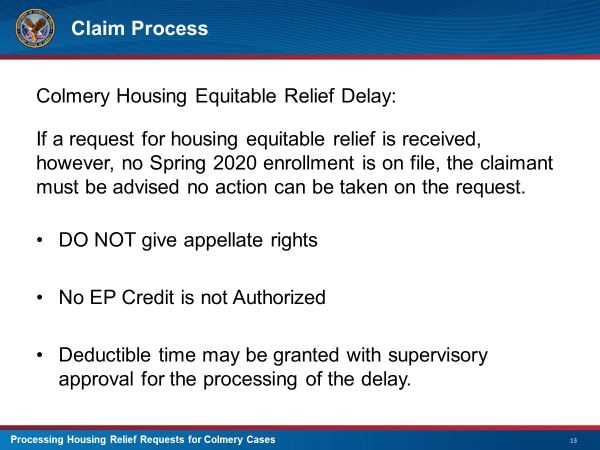 Claim Process
Colmery Housing Equitable Relief Delay:
If a request for housing equitable relief is received,
however, no Spring 2020 enrollment is on file, the claimant
must be advised no action can be taken on the request.
• DO NOT give appellate rights
• No EP Credit is not Authorized
• Deductible time may be granted with supervisory
approval for the processing of the delay.
Processing Housing Relief Requests for Colmery Cases
13